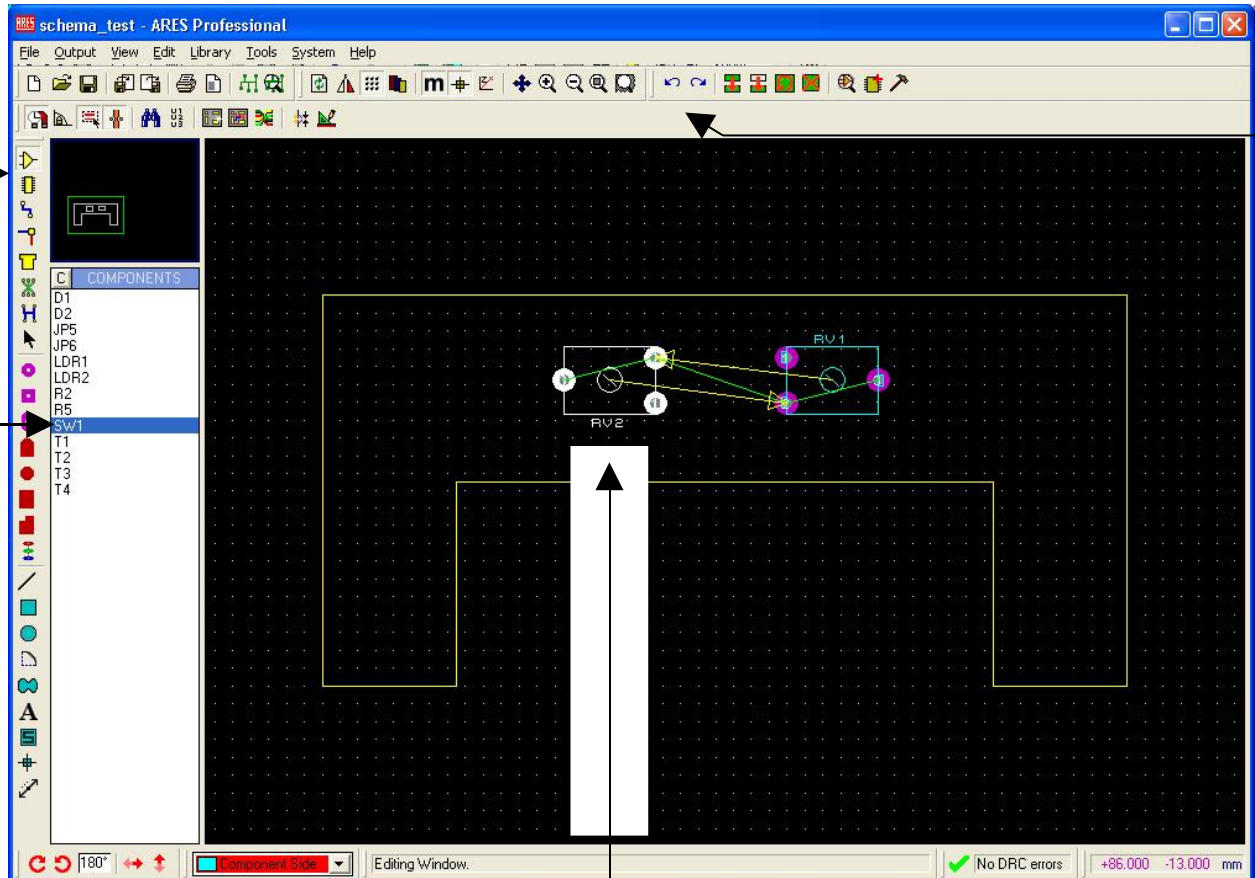 ARES schema_test - ARES Professional
File Output View Edit Library Tools System Help
C COMPONENTS
D1
D2
JP5
JP6
LDR1
LDR2
R2
R5
SW1
T1
T2
T3
T4
RV1
RV2
A
180° Component Side Editing Window. No DRC errors +86.000 -13.000 mm